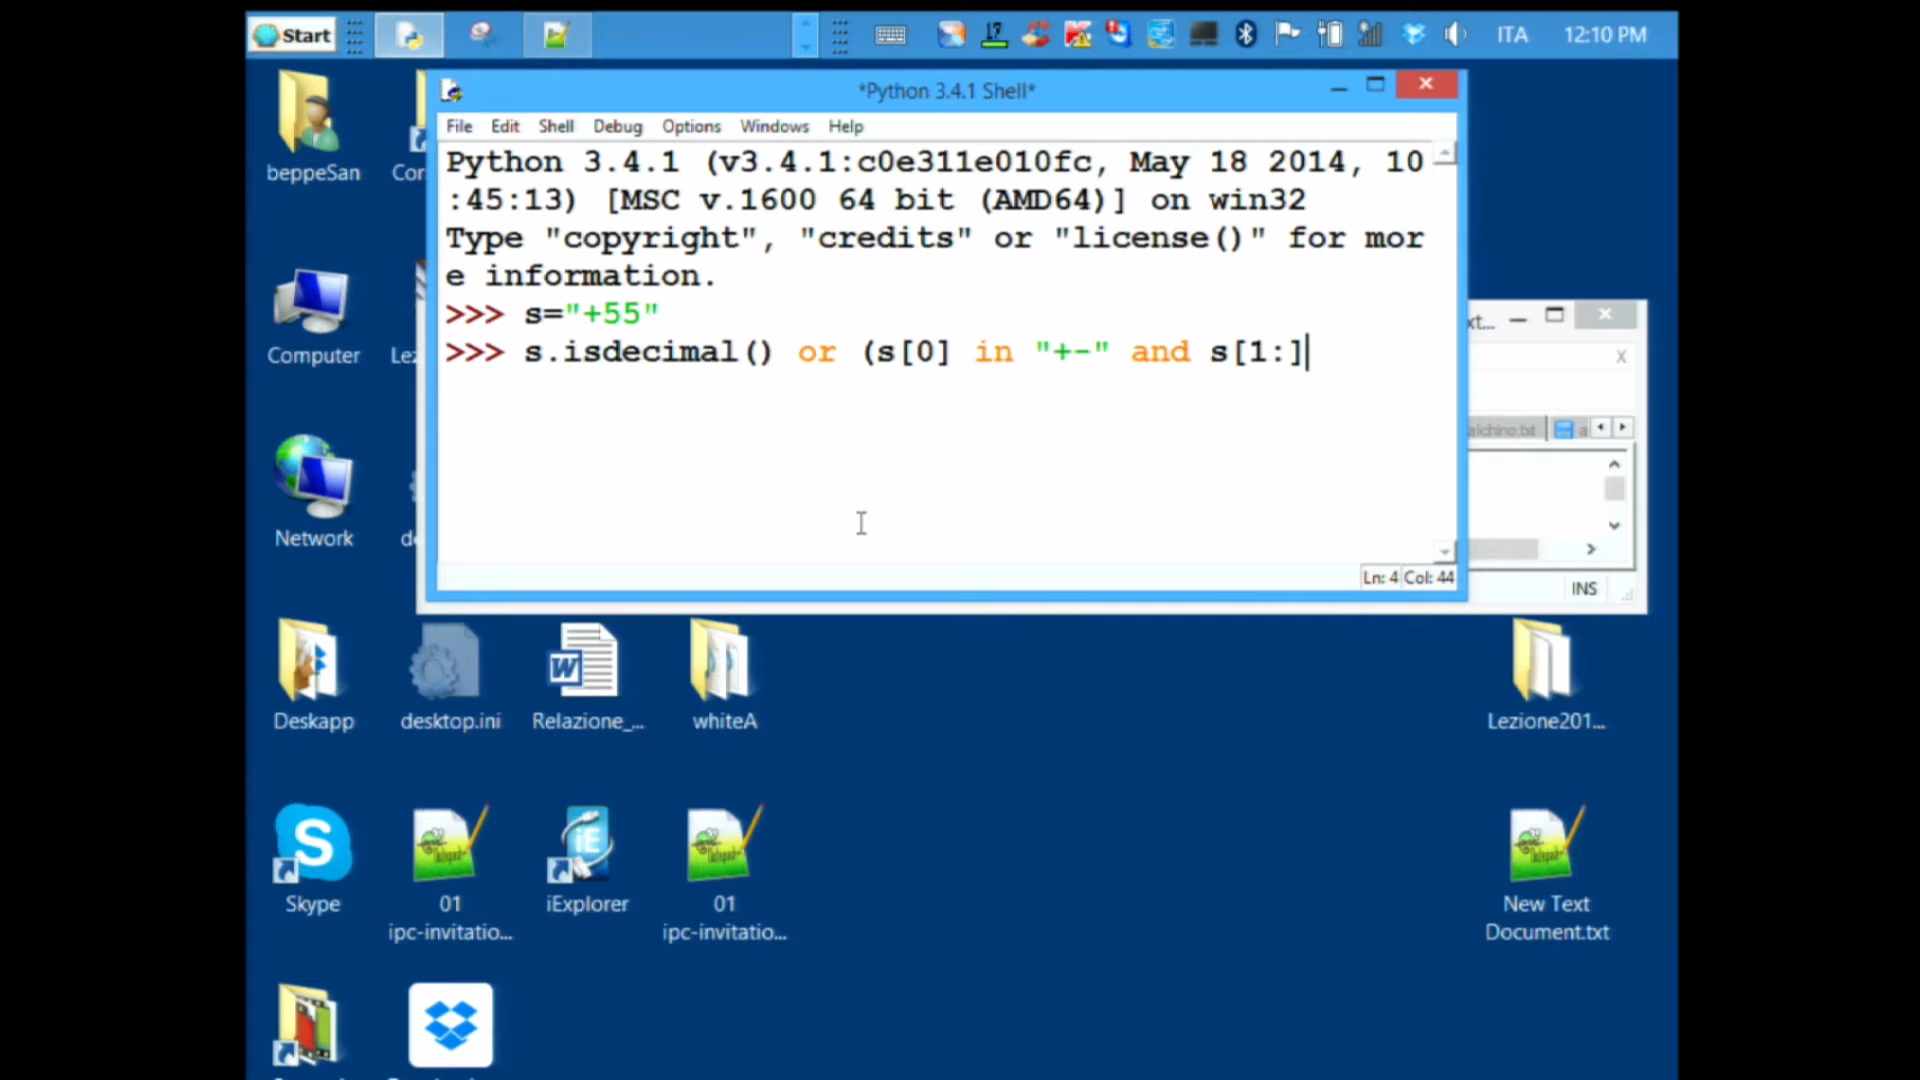 Start
17
ITA
12:10 PM
*Python 3.4.1 Shell*
File Edit Shell Debug Options Windows Help
Python 3.4.1 (v3.4.1:c0e311e010fc, May 18 2014, 10
:45:13) [MSC v.1600 64 bit (AMD64)] on win32
Type "copyright", "credits" or "license()" for mor
e information.
>>> s="+55"
>>> s.isdecimal() or (s[0] in "+-" and s[1:]
Ln: 4 Col: 44
xt...
X
INS
beppeSan
Computer
Network
Deskapp
desktop.ini
Relazione_...
whiteA
Lezione201...
Skype
01
ipc-invitatio...
iExplorer
01
ipc-invitatio...
New Text
Document.txt